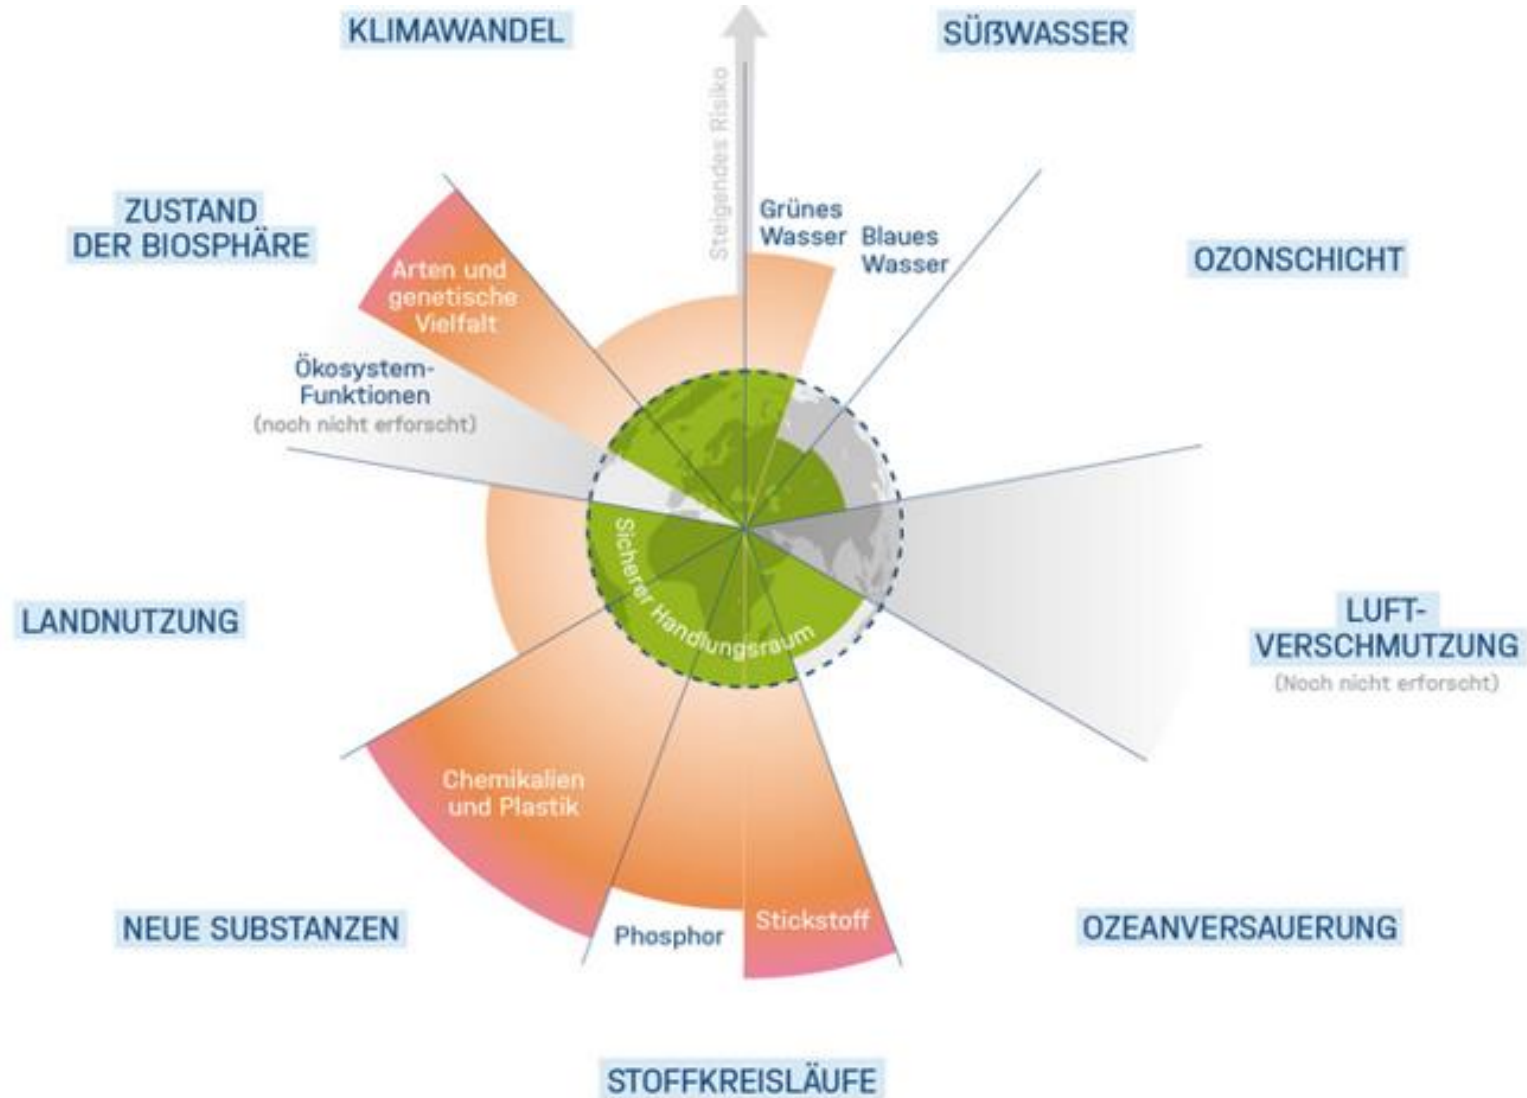 KLIMAWANDEL
SÜẞWASSER
Steigendes Risiko
Grünes
Wasser
Blaues
Wasser
OZONSCHICHT
ZUSTAND
DER BIOSPHÄRE
Arten und
genetische
Vielfalt
Ökosystem-
Funktionen
(noch nicht erforscht)
Sicherer Handlungsraum
LANDNUTZUNG
LUFT-
VERSCHMUTZUNG
(Noch nicht erforscht)
Chemikalien
und Plastik
NEUE SUBSTANZEN
Phosphor
Stickstoff
OZEANVERSAUERUNG
STOFFKREISLÄUFE